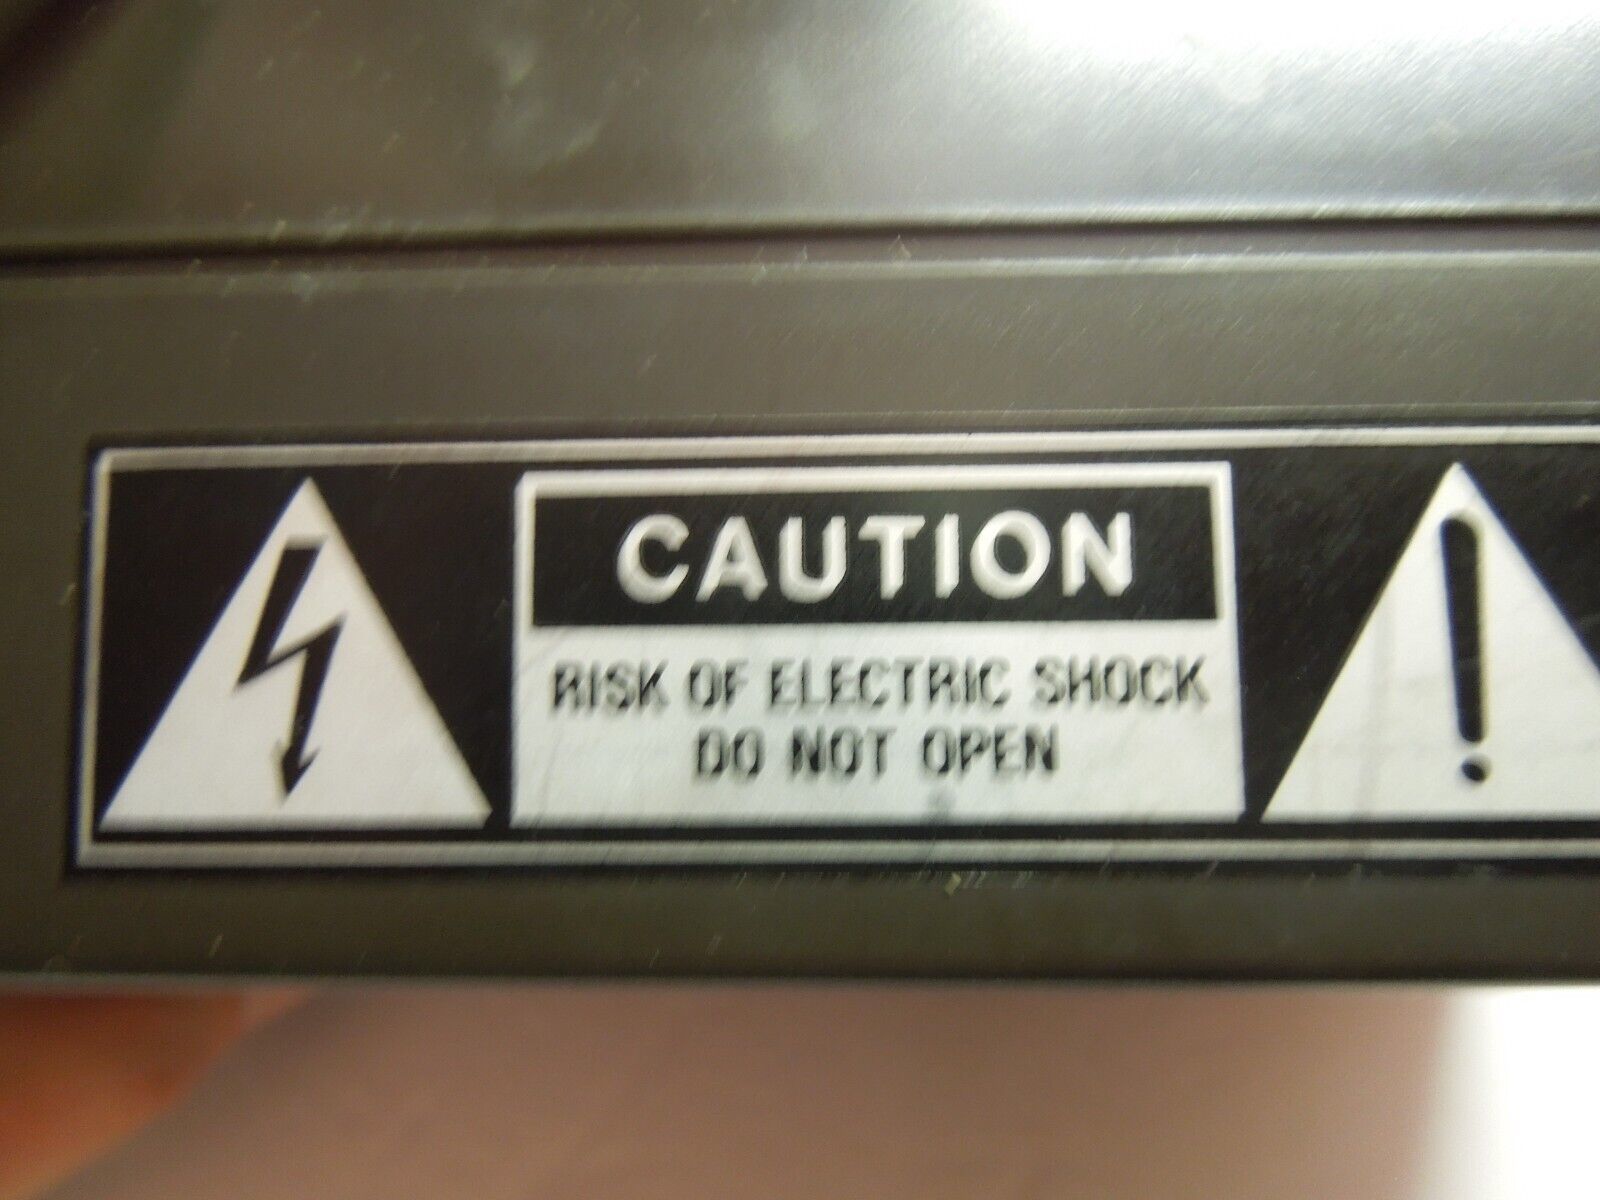 CAUTION
RISK OF ELECTRIC SHOCK
DO NOT OPEN